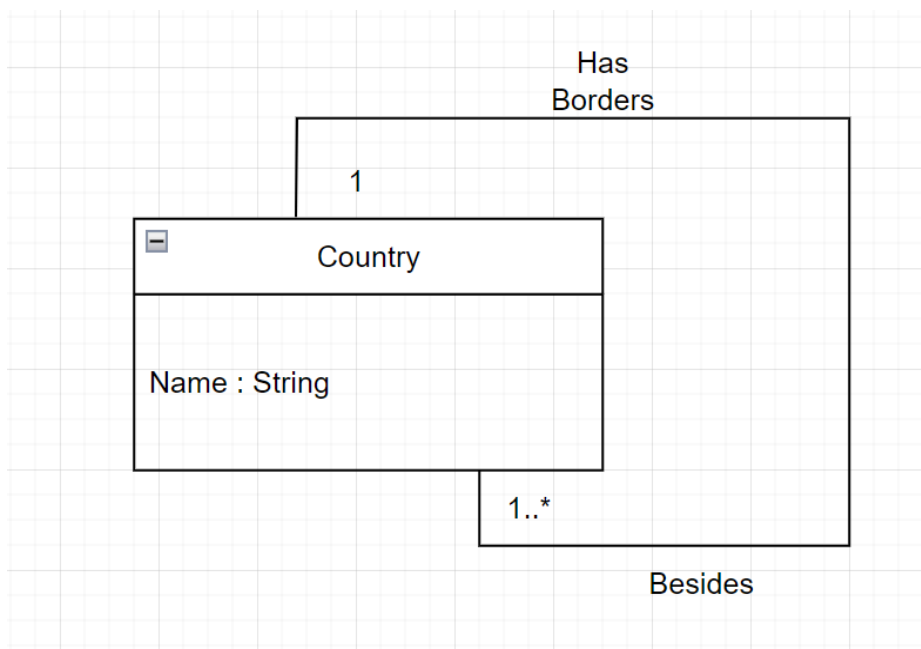 Has
Borders
1
Country
Name : String
1..*
Besides